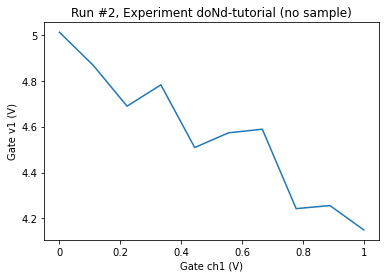 Run #2, Experiment doNd-tutorial (no sample)
5
4.8
4.6
4.4
4.2
Gate v1 (V)
0 0.2 0.4 0.6 0.8 1
Gate ch1 (V)